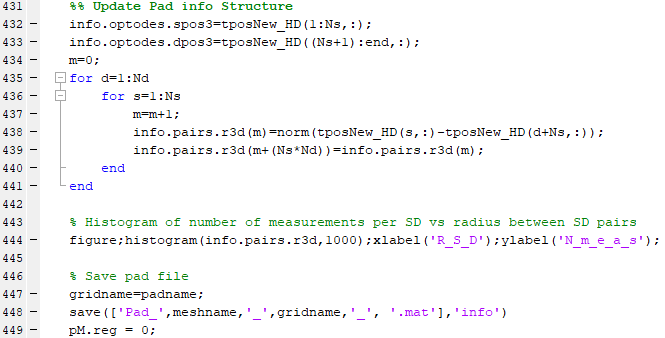 431 %% Update Pad info Structure
432 – info.optodes.spos3=tposNew_HD(1:Ns,:);
433 – info.optodes.dpos3=tposNew_HD((Ns+1):end,:);
434 – m=0;
435 – for d=1:Nd
436 – for s=1:Ns
437 – m=m+1;
438 – info.pairs.r3d(m)=norm(tposNew_HD(s,:)-tposNew_HD(d+Ns,:));
439 – info.pairs.r3d(m+(Ns*Nd))=info.pairs.r3d(m);
440 – end
441 – end
442
443 % Histogram of number of measurements per SD vs radius between SD pairs
444 – figure;histogram(info.pairs.r3d,1000);xlabel('R_S_D');ylabel('N_m_e_a_s');
445
446 % Save pad file
447 – gridname=padname;
448 – save(['Pad_',meshname,'_',gridname,'_', '.mat'],'info')
449 – pM.reg = 0;